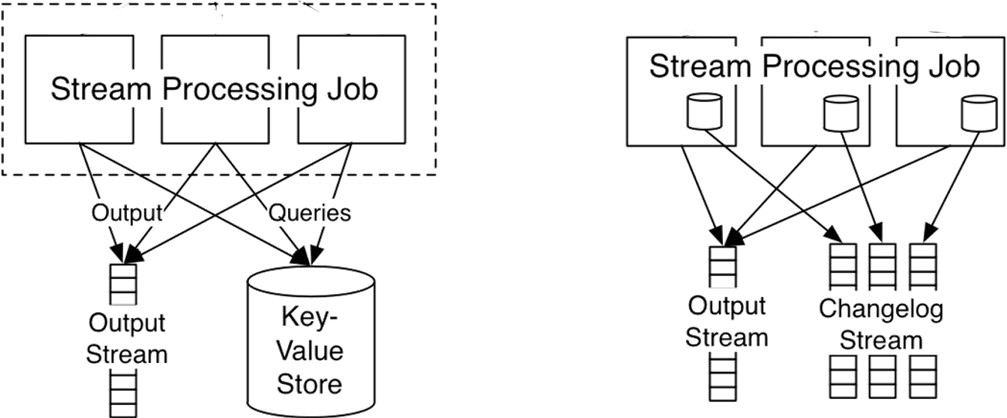 Stream Processing Job
Output
Queries
Output
Stream
Key-
Value
Store
Stream Processing Job
Output
Stream
Changelog
Stream